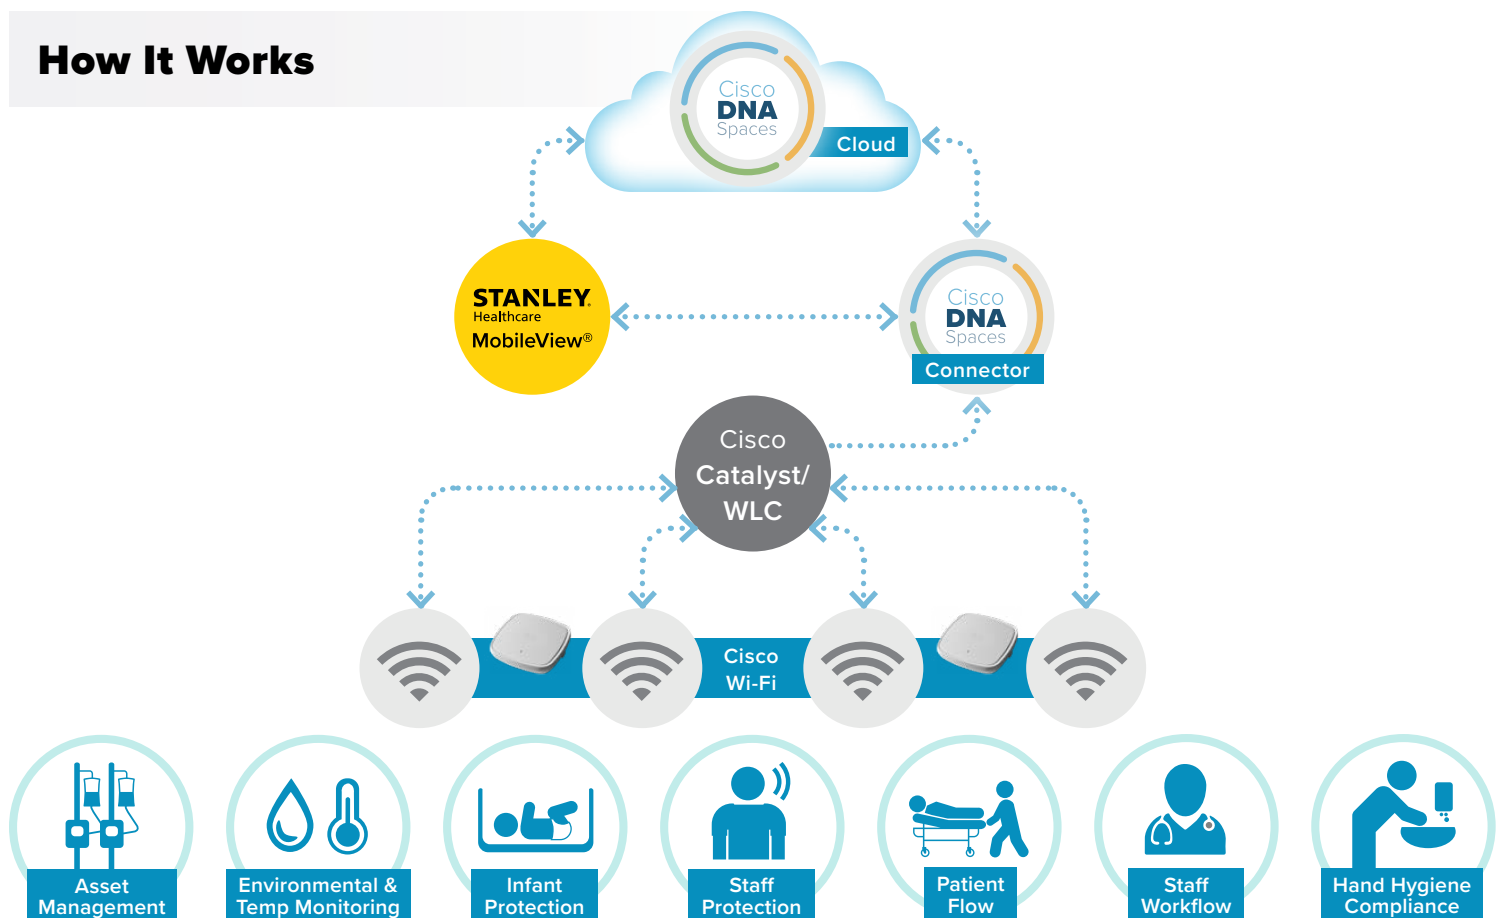 How It Works
Cisco
DNA
Spaces
Cloud
STANLEY.
Healthcare
MobileView®
Cisco
DNA
Spaces
Connector
Cisco
Catalyst/
WLC
Cisco
Wi-Fi
Asset
Management
Environmental &
Temp Monitoring
Infant
Protection
Staff
Protection
Patient
Flow
Staff
Workflow
Hand Hygiene
Compliance